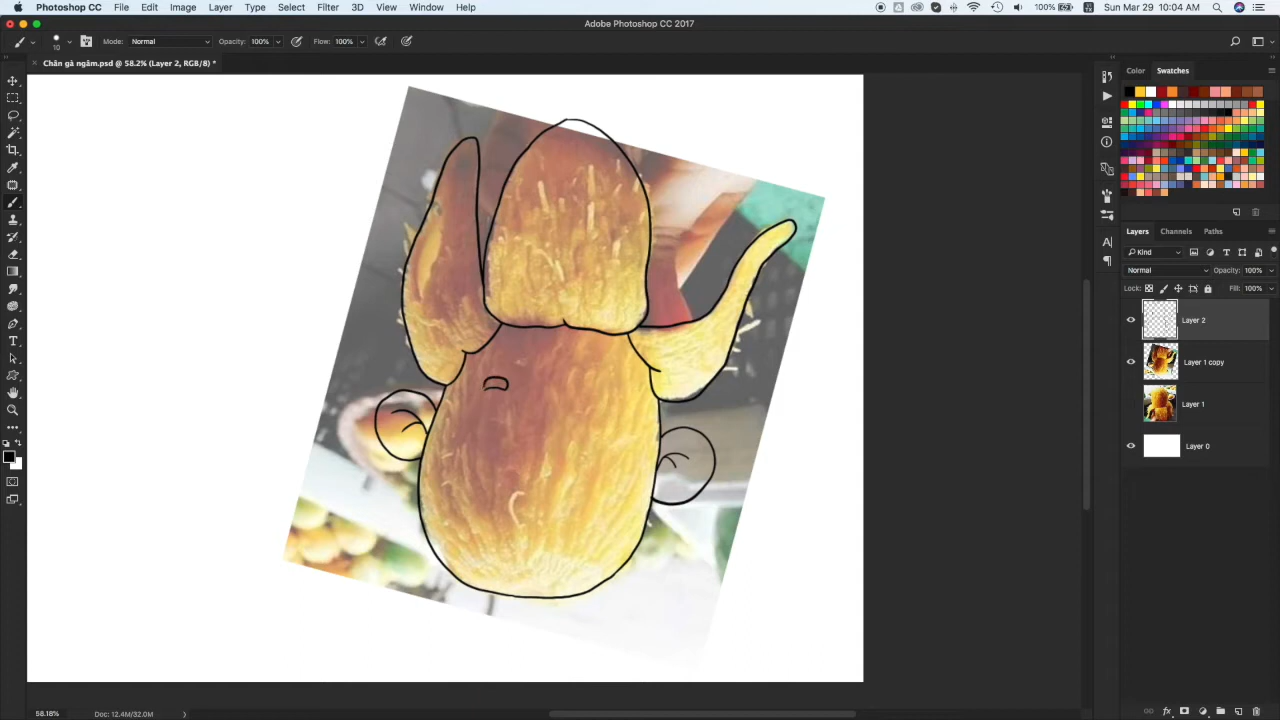 Photoshop CC File Edit Image Layer Type Select Filter 3D View Window Help 100% Sun Mar 29 10:04 AM
Adobe Photoshop CC 2017
10 Mode: Normal Opacity: 100% Flow: 100%
Chân gà ngâm.psd @ 58.2% (Layer 2, RGB/8) *
Color Swatches
Layers Channels Paths
Kind
Normal Opacity: 100%
Lock: Fill: 100%
Layer 2
Layer 1 copy
Layer 1
Layer 0
58.18% Doc: 12.4M/32.0M